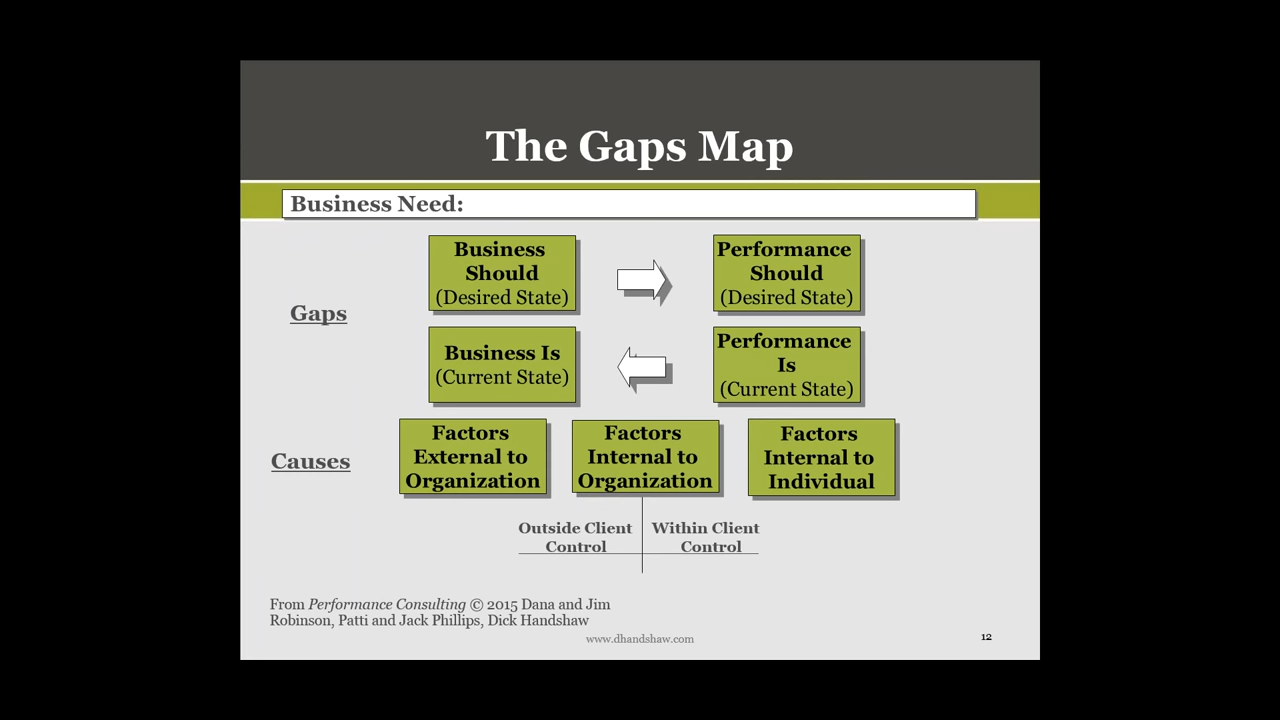 The Gaps Map
Business Need:
Gaps
Business
Should
(Desired State)
Performance
Should
(Desired State)
Business Is
(Current State)
Performance
Is
(Current State)
Causes
Factors
External to
Organization
Factors
Internal to
Organization
Factors
Internal to
Individual
Outside Client
Control
Within Client
Control
From Performance Consulting © 2015 Dana and Jim
Robinson, Patti and Jack Phillips, Dick Handshaw
www.dhandshaw.com
12